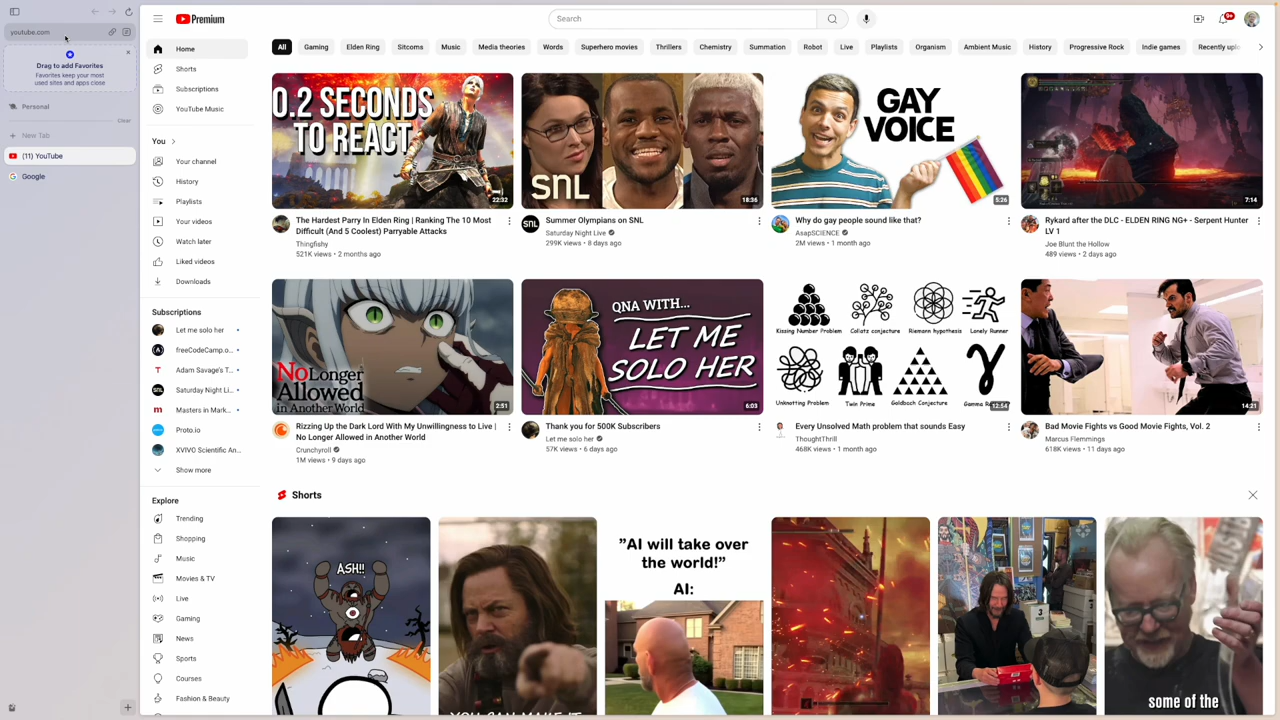 youtube.com
Drag to add Favorites
Favorites keep your most
used sites and apps close
Personal
Clear
New Tab
(11) YouTube
Google
Premium
Search
9+
Home
Shorts
Subscriptions
YouTube Music
You
Your channel
History
Playlists
Your videos
Watch later
Liked videos
Downloads
Subscriptions
Let me solo her
freeCodeCamp.o...
Adam Savage's T...
Saturday Night Li...
Masters in Mark...
Proto.io
XVIVO Scientific An...
Show more
Explore
Trending
Shopping
Music
Movies & TV
Live
Gaming
News
Sports
Courses
Fashion & Beauty
All
Gaming
Elden Ring
Sitcoms
Music
Media theories
Words
Superhero movies
Thrillers
Chemistry
Summation
Robot
Live
Playlists
Organism
Ambient Music
History
Progressive Rock
Indie games
Recently uplo
0.2 SECONDS
TO REACT
22:32
The Hardest Parry In Elden Ring | Ranking The 10 Most
Difficult (And 5 Coolest) Parryable Attacks
Thingfishy
521K views • 2 months ago
SNL
18:36
SNL
Summer Olympians on SNL
Saturday Night Live
299K views • 8 days ago
GAY
VOICE
5:26
Why do gay people sound like that?
AsapSCIENCE
2M views • 1 month ago
7:14
Rykard after the DLC - ELDEN RING NG+ - Serpent Hunter
LV 1
Joe Blunt the Hollow
489 views • 2 days ago
No Longer
Allowed
in Another World
2:51
Rizzing Up the Dark Lord With My Unwillingness to Live |
No Longer Allowed in Another World
Crunchyroll
1M views • 9 days ago
QNA WITH...
LET ME
SOLO HER
6:03
Thank you for 500K Subscribers
Let me solo her
57K views • 6 days ago
Kissing Number Problem
Collatz conjecture
Riemann hypothesis
Lonely Runner
Unknotting Problem
Twin Prime
Goldbach Conjecture
12:54
Every Unsolved Math problem that sounds Easy
ThoughtThrill
468K views • 1 month ago
14:21
Bad Movie Fights vs Good Movie Fights, Vol. 2
Marcus Flemmings
618K views • 11 days ago
Shorts
ASH!!
YOU CAN MAKE IT
"AI will take over
the world!"
AI:
3
some of the